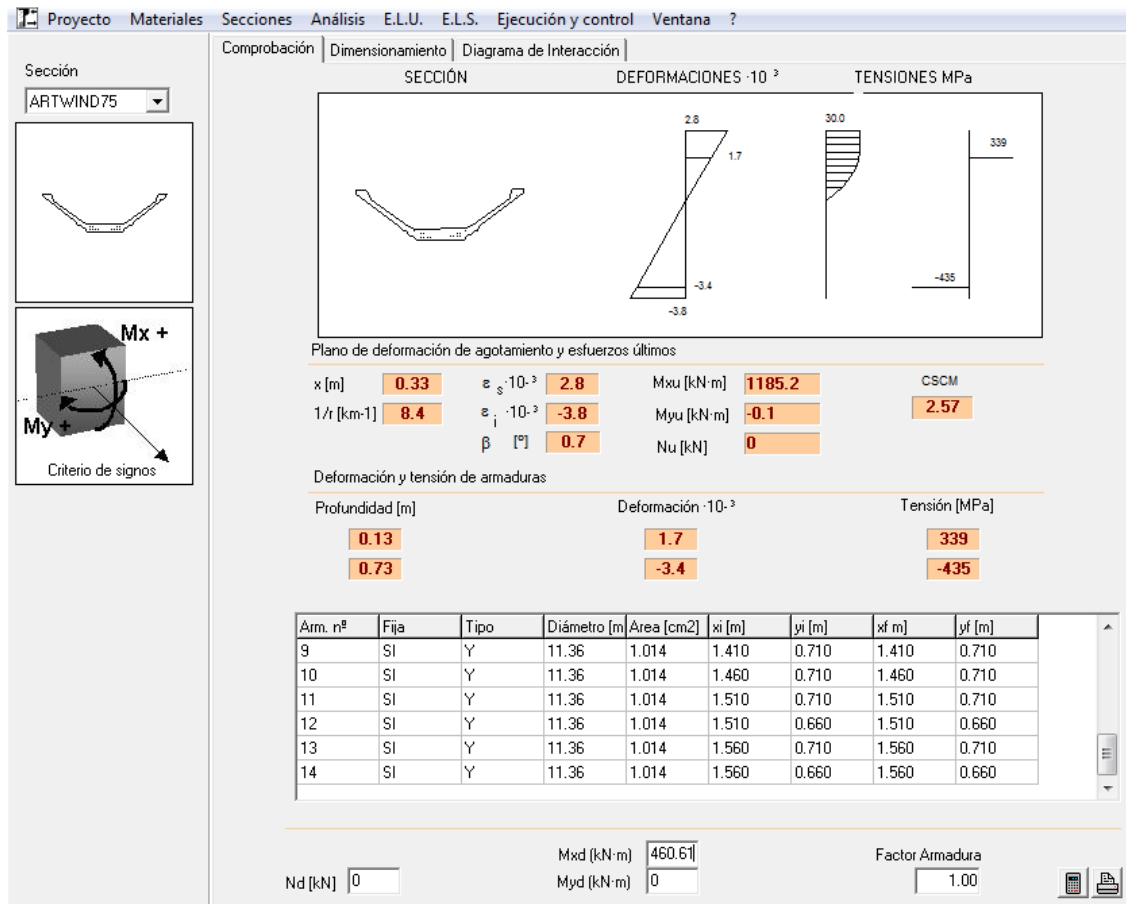 Proyecto Materiales Secciones Análisis E.L.U. E.L.S. Ejecución y control Ventana ?
Comprobación Dimensionamiento Diagrama de Interacción
Sección
ARTWIND75
SECCIÓN DEFORMACIONES ·10 ³ TENSIONES MPa
2.8 30.0
339
1.7
-435
-3.4
-3.8
Mx +
My +
Criterio de signos
Plano de deformación de agotamiento y esfuerzos últimos
x [m] 0.33 ε s ·10-³ 2.8 Mxu [kN·m] 1185.2 CSCM
1/r [km-1] 8.4 ε i ·10-³ -3.8 Myu [kN·m] -0.1 2.57
β [º] 0.7 Nu [kN] 0
Deformación y tensión de armaduras
Profundidad [m] Deformación ·10-³ Tensión [MPa]
0.13 1.7 339
0.73 -3.4 -435
Arm. nº Fija Tipo Diámetro [m Area [cm2] xi [m] yi [m] xf m] yf [m]
9 SI Y 11.36 1.014 1.410 0.710 1.410 0.710
10 SI Y 11.36 1.014 1.460 0.710 1.460 0.710
11 SI Y 11.36 1.014 1.510 0.710 1.510 0.710
12 SI Y 11.36 1.014 1.510 0.660 1.510 0.660
13 SI Y 11.36 1.014 1.560 0.710 1.560 0.710
14 SI Y 11.36 1.014 1.560 0.660 1.560 0.660
Mxd (kN·m) 460.61 Factor Armadura
Nd [kN] 0 Myd (kN·m) 0 1.00